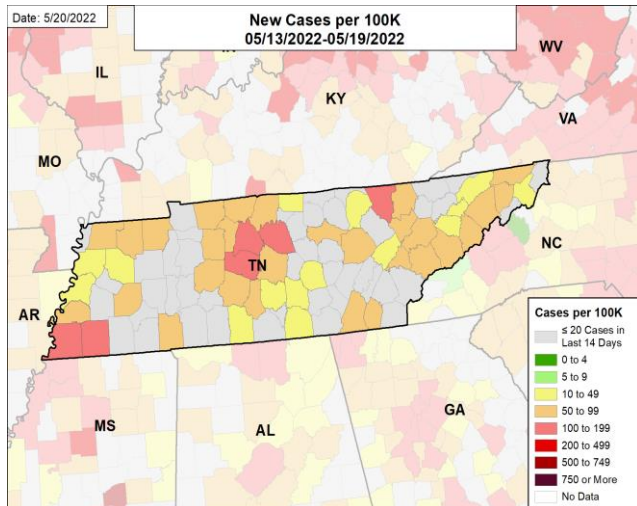 Date: 5/20/2022
New Cases per 100K
05/13/2022-05/19/2022
IL
WV
KY
VA
MO
TN
NC
AR
MS
AL
GA
Cases per 100K
≤ 20 Cases in
Last 14 Days
0 to 4
5 to 9
10 to 49
50 to 99
100 to 199
200 to 499
500 to 749
750 or More
No Data